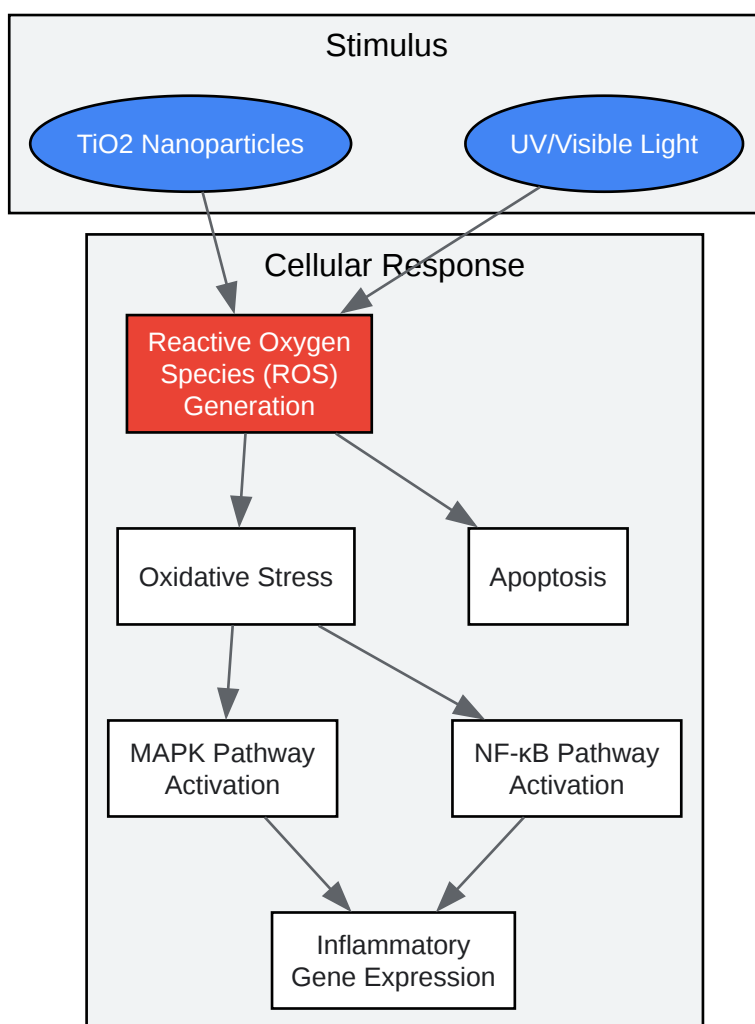 Stimulus
TiO2 Nanoparticles
UV/Visible Light
Cellular Response
Reactive Oxygen
Species (ROS)
Generation
Oxidative Stress
Apoptosis
MAPK Pathway
Activation
NF-κB Pathway
Activation
Inflammatory
Gene Expression